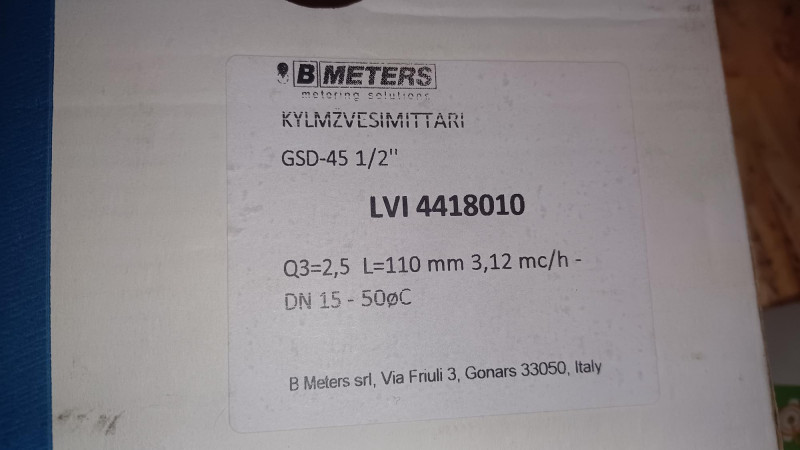 B METERS
metering solutions
KYLMZVESIMITTARI
GSD-45 1/2"
LVI 4418010
Q3=2,5 L=110 mm 3,12 mc/h -
DN 15 - 50øC
B Meters srl, Via Friuli 3, Gonars 33050, Italy